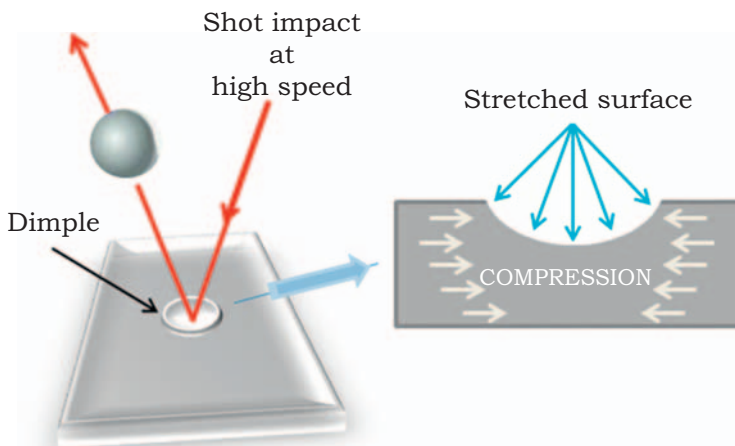 Shot impact
at
high speed
Dimple
Stretched surface
COMPRESSION